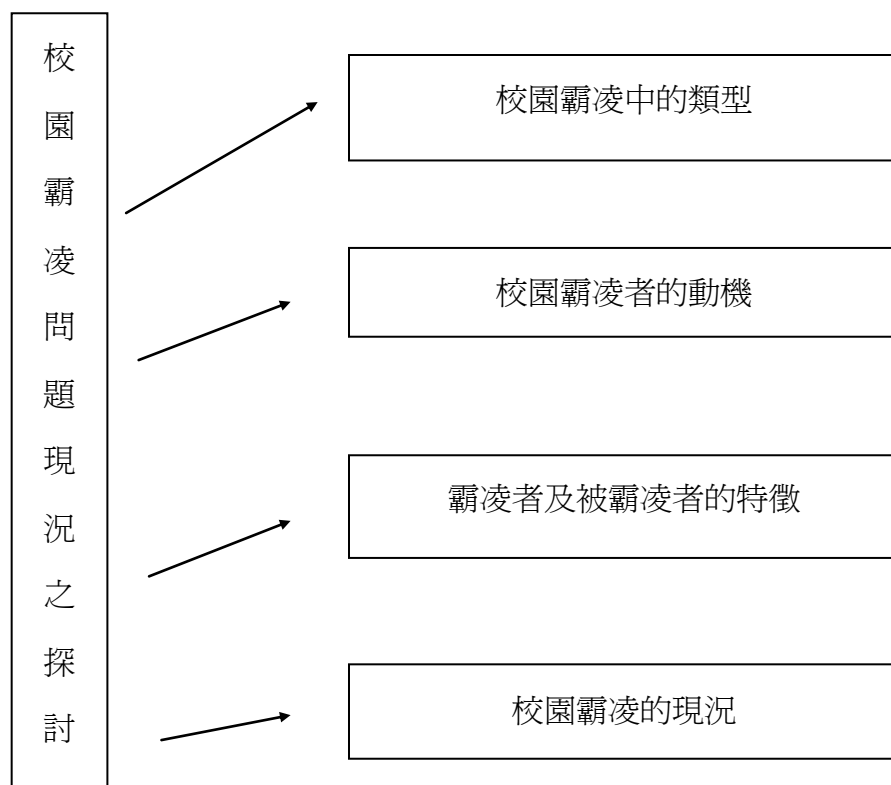 校園霸凌問題現況之探討
校園霸凌中的類型
校園霸凌者的動機
霸凌者及被霸凌者的特徵
校園霸凌的現況